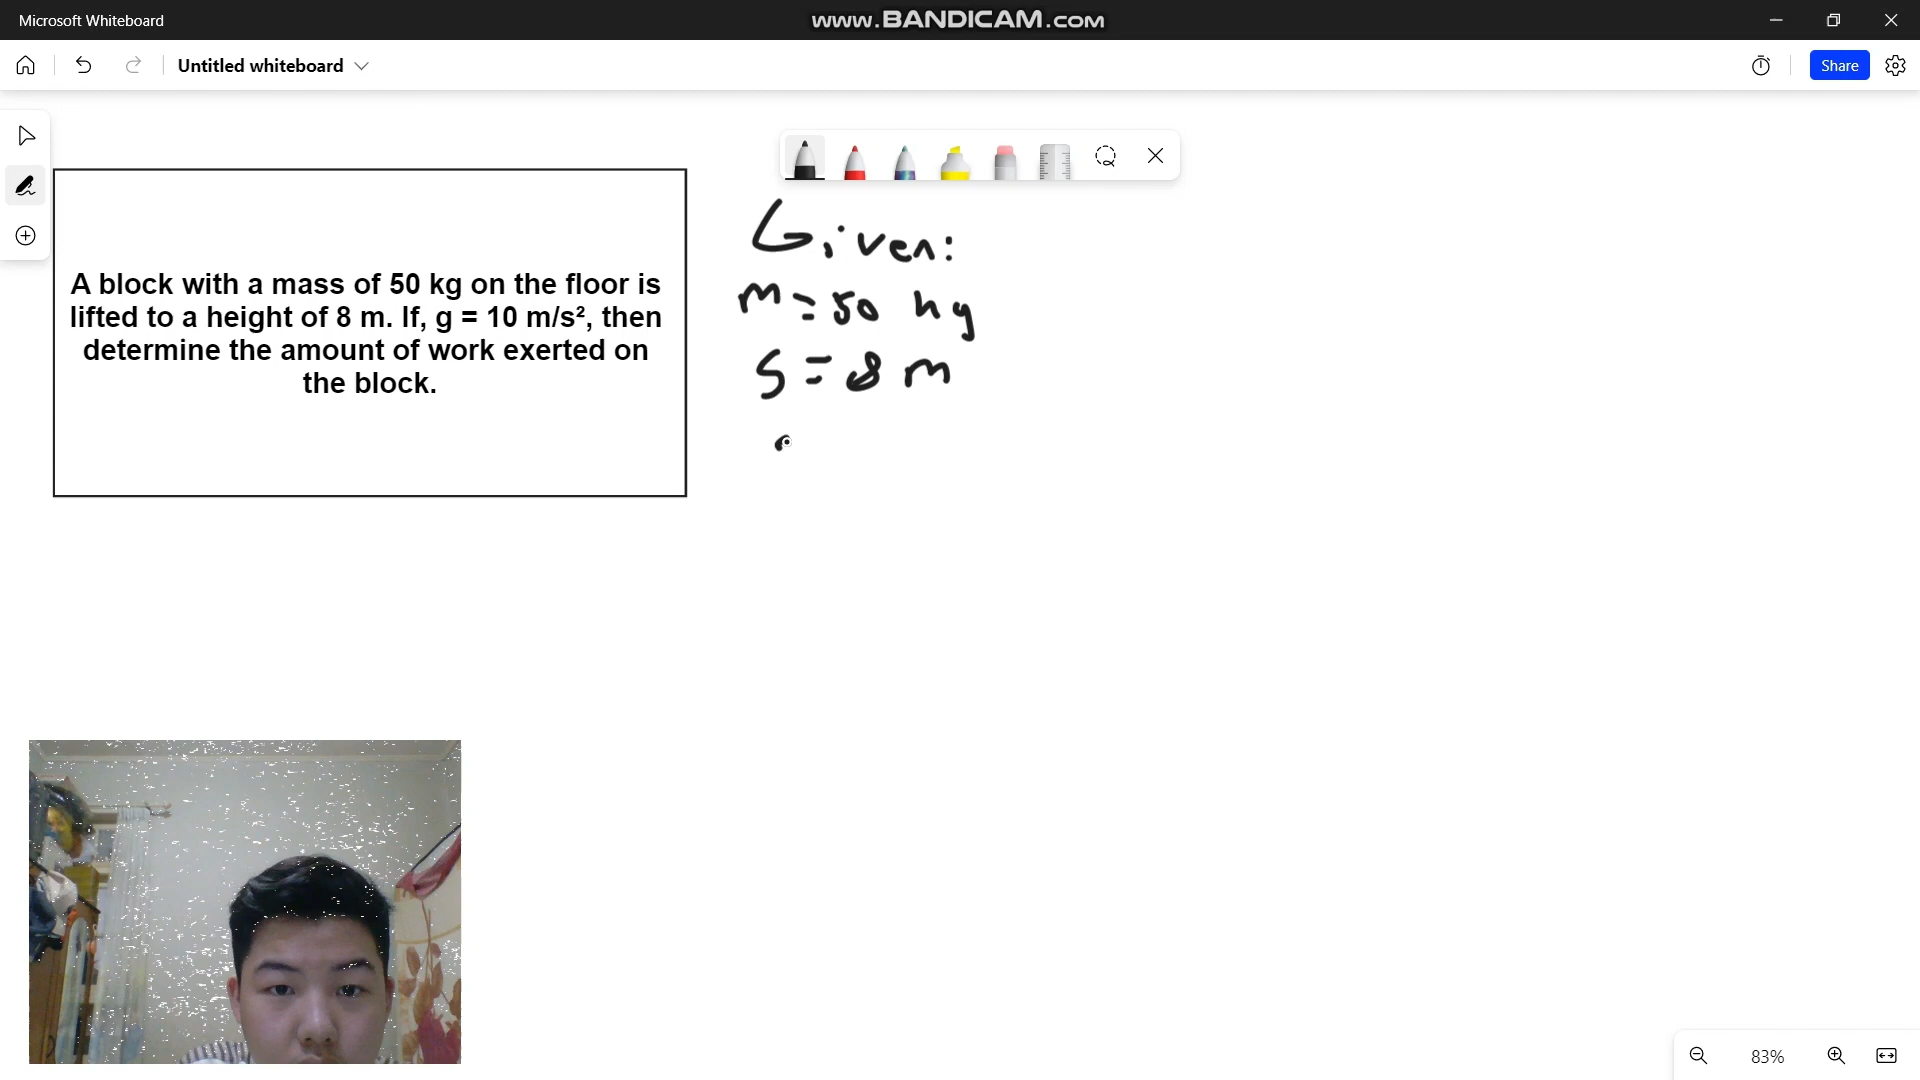 Microsoft Whiteboard
www.BANDICAM.com
Untitled whiteboard
Share
A block with a mass of 50 kg on the floor is
lifted to a height of 8 m. If, g = 10 m/s², then
determine the amount of work exerted on
the block.
Given:
m = 50 kg
S = 8 m
83%